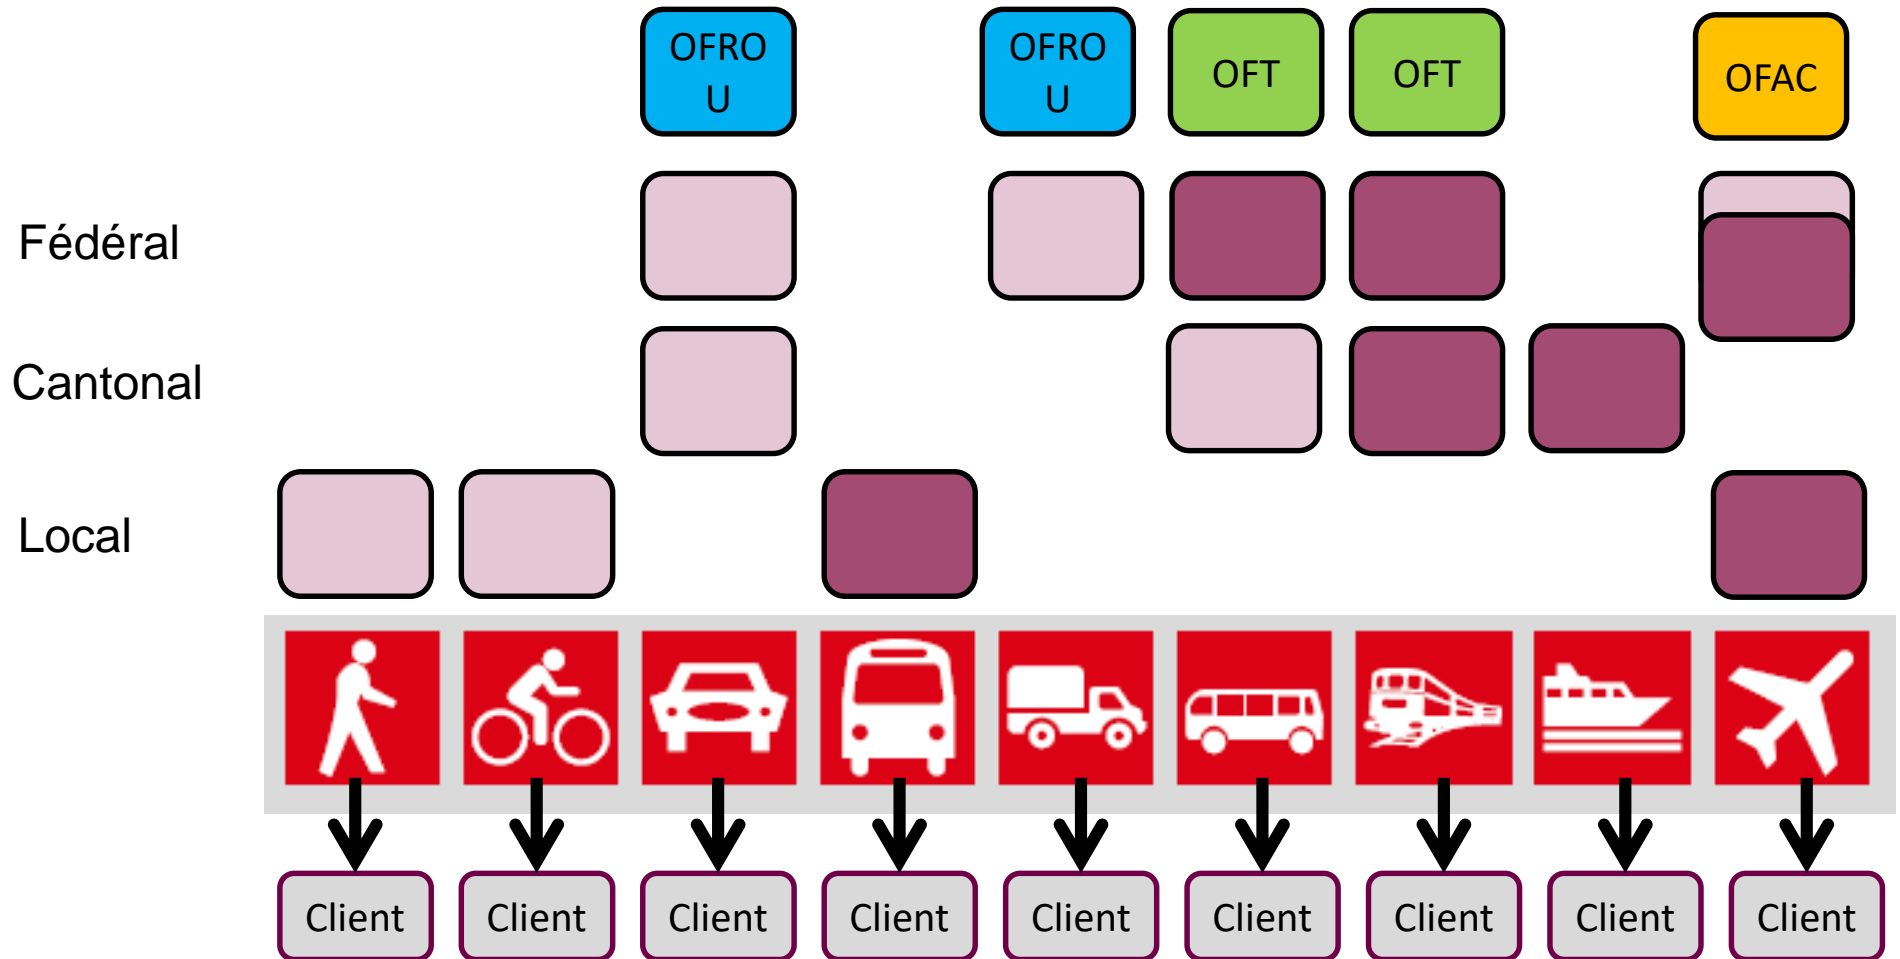 OFRO
U
OFRO
U
OFT
OFT
OFAC
Fédéral
Cantonal
Local
Client
Client
Client
Client
Client
Client
Client
Client
Client